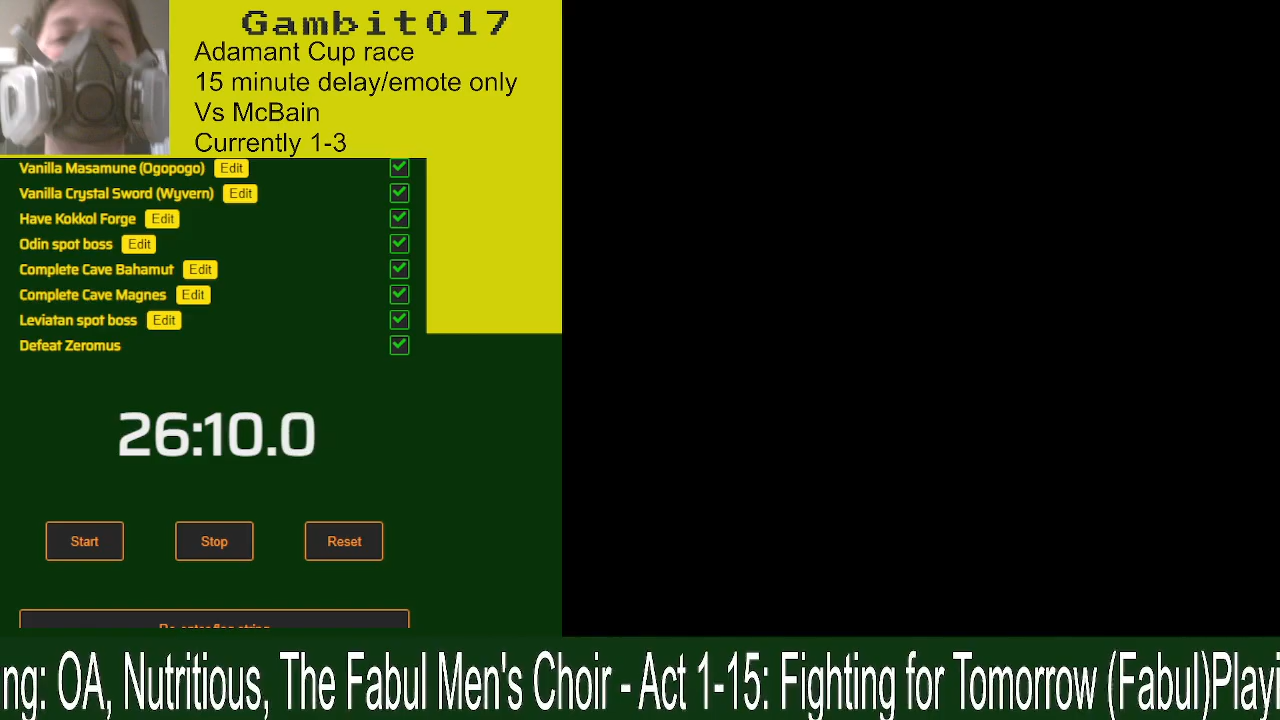 Gambit017
Adamant Cup race
15 minute delay/emote only
Vs McBain
Currently 1-3
Vanilla Masamune (Ogopogo) Edit
Vanilla Crystal Sword (Wyvern) Edit
Have Kokkol Forge Edit
Odin spot boss Edit
Complete Cave Bahamut Edit
Complete Cave Magnes Edit
Leviatan spot boss Edit
Defeat Zeromus
26:10.0
Start Stop Reset
ng: OA, Nutritious, The Fabul Men's Choir - Act 1-15: Fighting for Tomorrow (Fabul)Playi